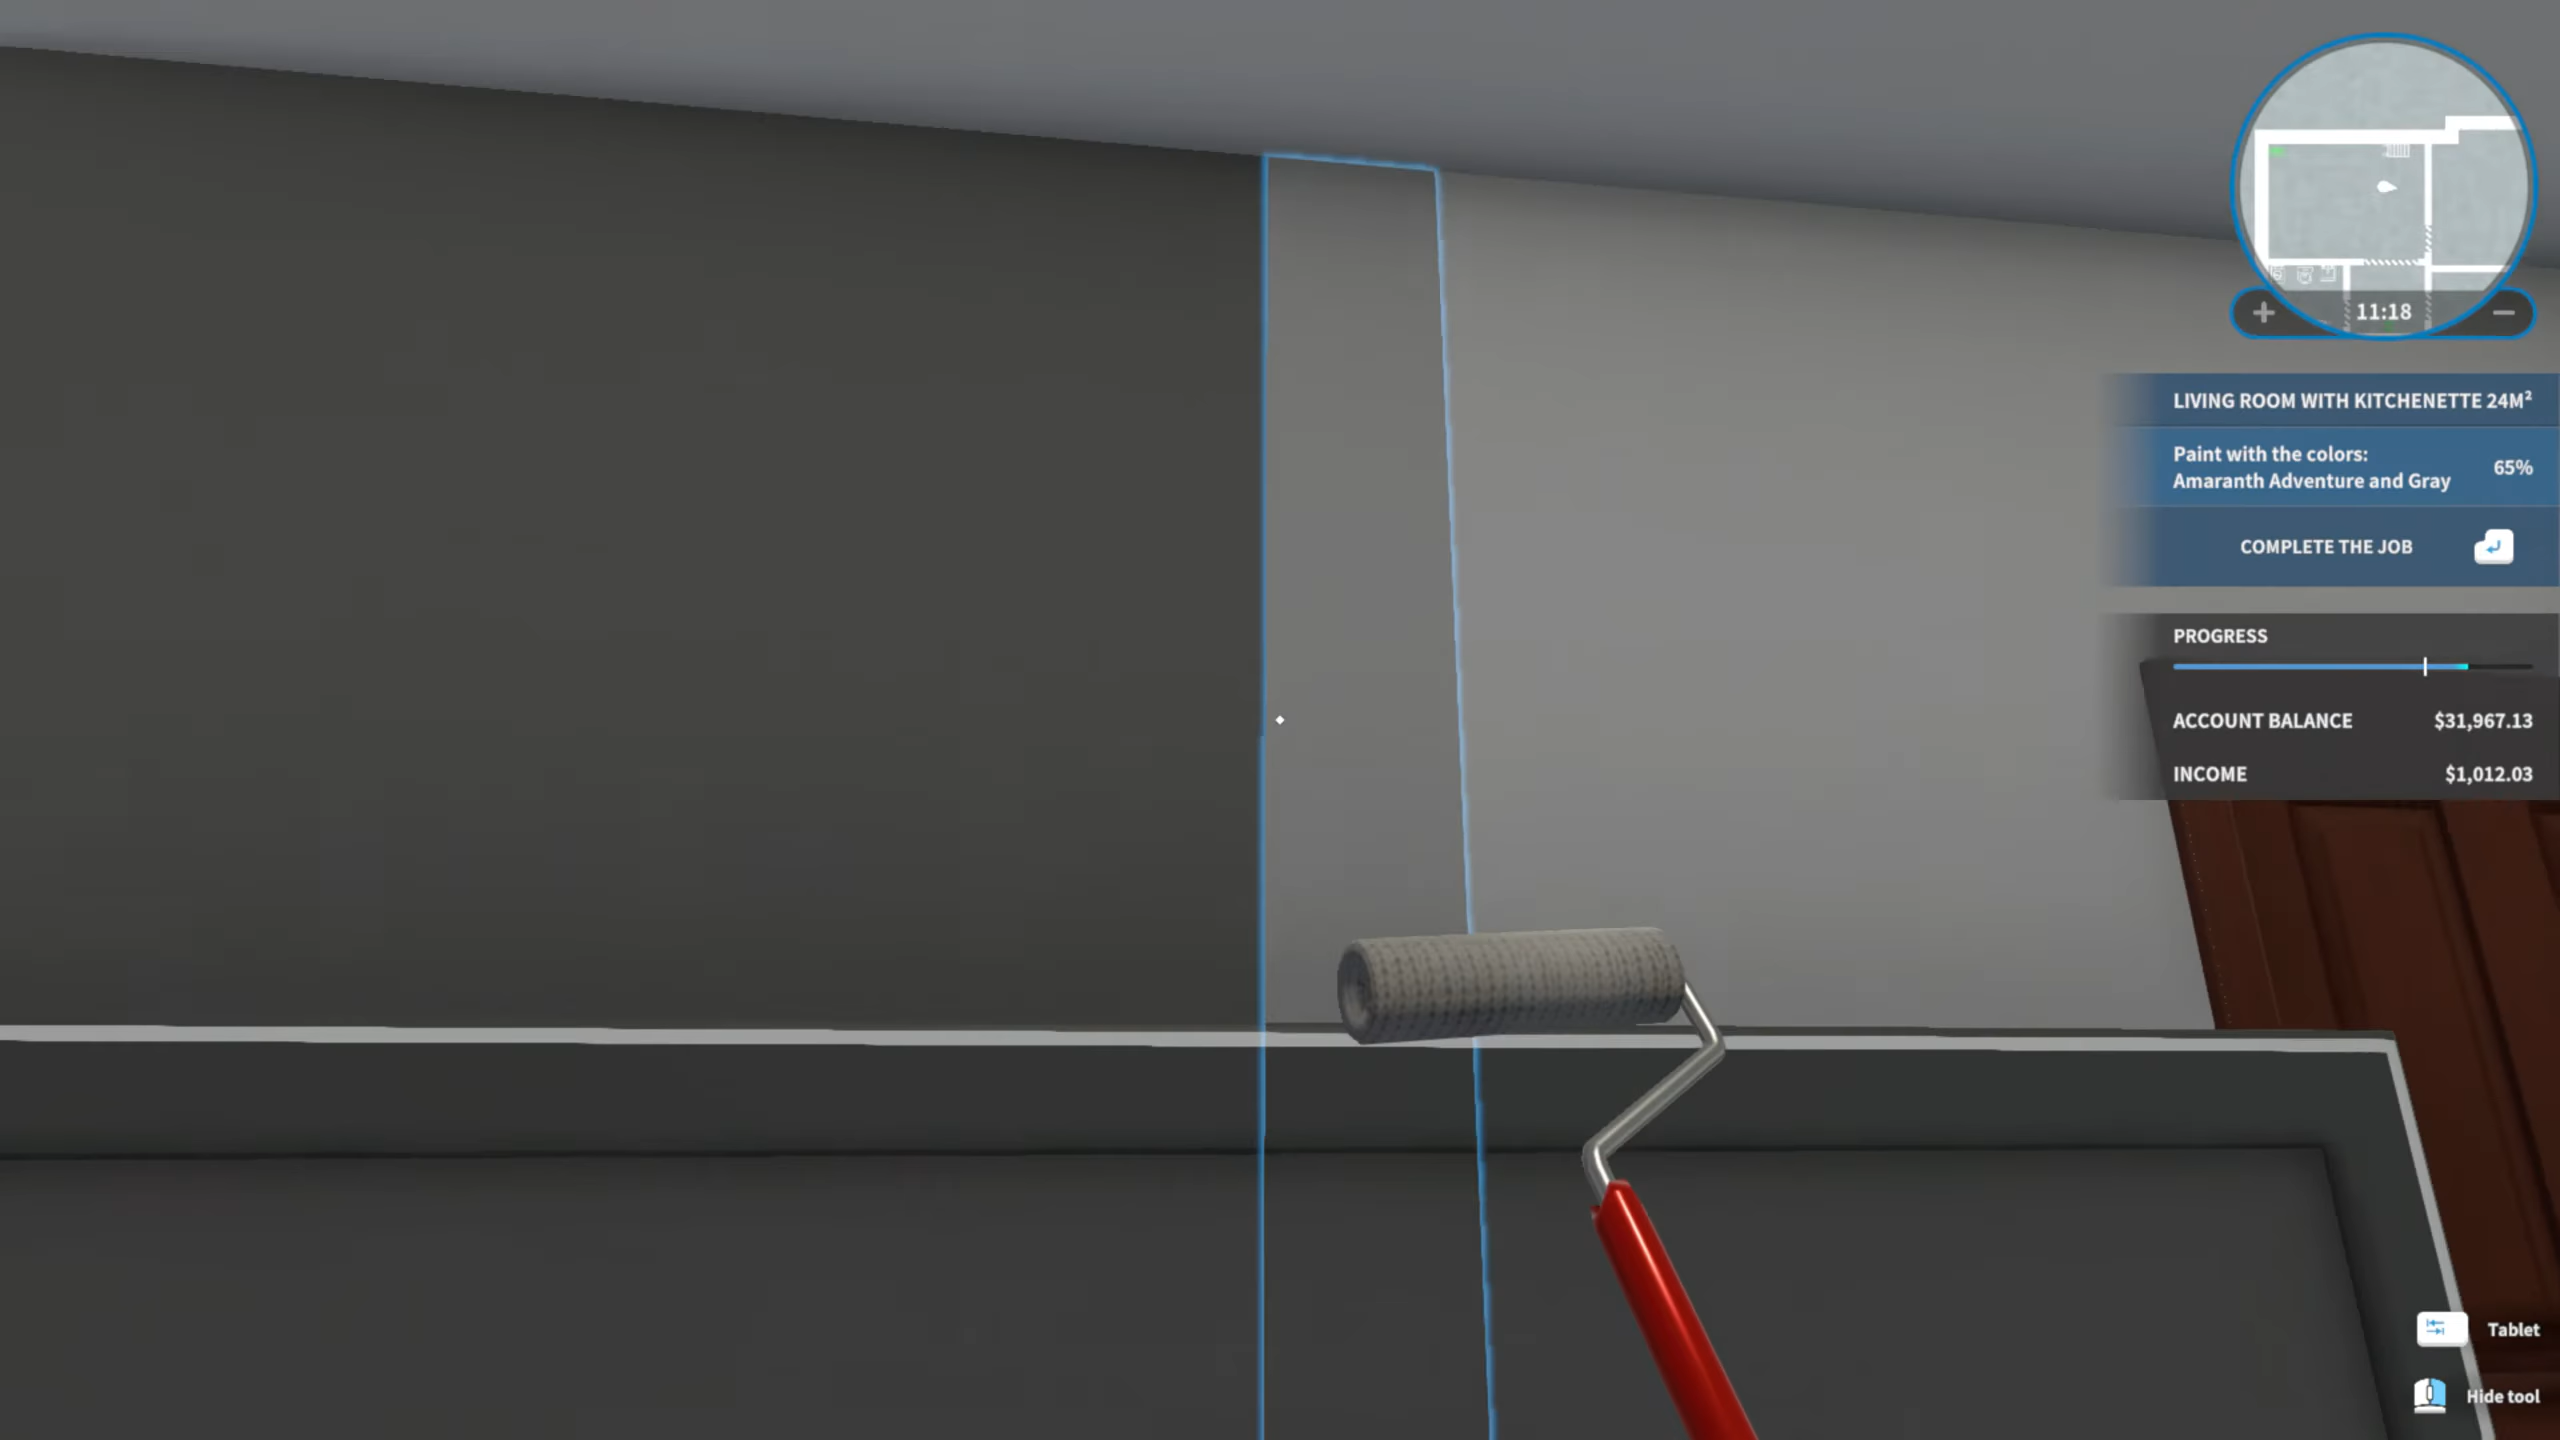 11:18
LIVING ROOM WITH KITCHENETTE 24M²
Paint with the colors:
Amaranth Adventure and Gray
65%
COMPLETE THE JOB
PROGRESS
ACCOUNT BALANCE $31,967.13
INCOME $1,012.03
Tablet
Hide tool